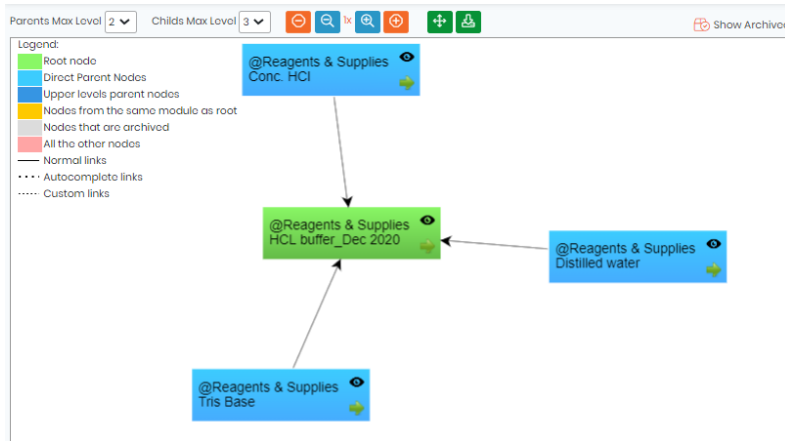 Parents Max Level 2 Childs Max Level 3 1x Show Archived
Legend:
Root node
Direct Parent Nodes
Upper levels parent nodes
Nodes from the same module as root
Nodes that are archived
All the other nodes
Normal links
Autocomplete links
Custom links
@Reagents & Supplies
Conc. HCl
@Reagents & Supplies
HCL buffer_Dec 2020
@Reagents & Supplies
Distilled water
@Reagents & Supplies
Tris Base